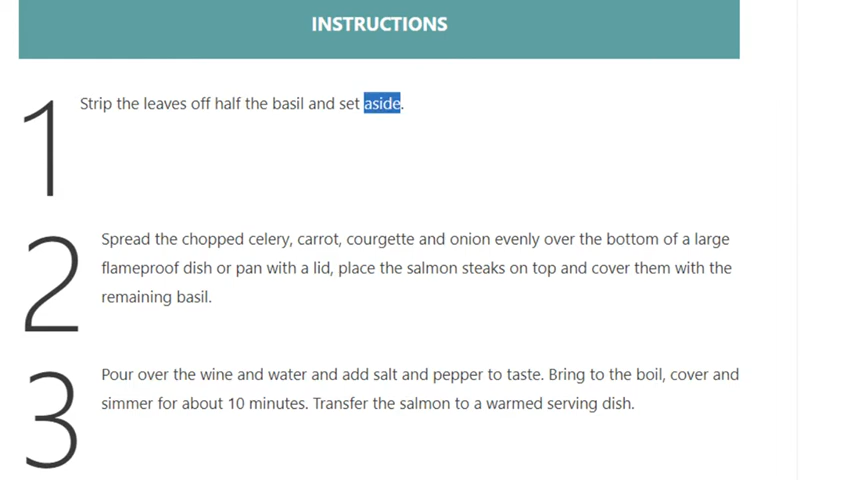 INSTRUCTIONS
1
Strip the leaves off half the basil and set aside.
2
Spread the chopped celery, carrot, courgette and onion evenly over the bottom of a large
flameproof dish or pan with a lid, place the salmon steaks on top and cover them with the
remaining basil.
3
Pour over the wine and water and add salt and pepper to taste. Bring to the boil, cover and
simmer for about 10 minutes. Transfer the salmon to a warmed serving dish.